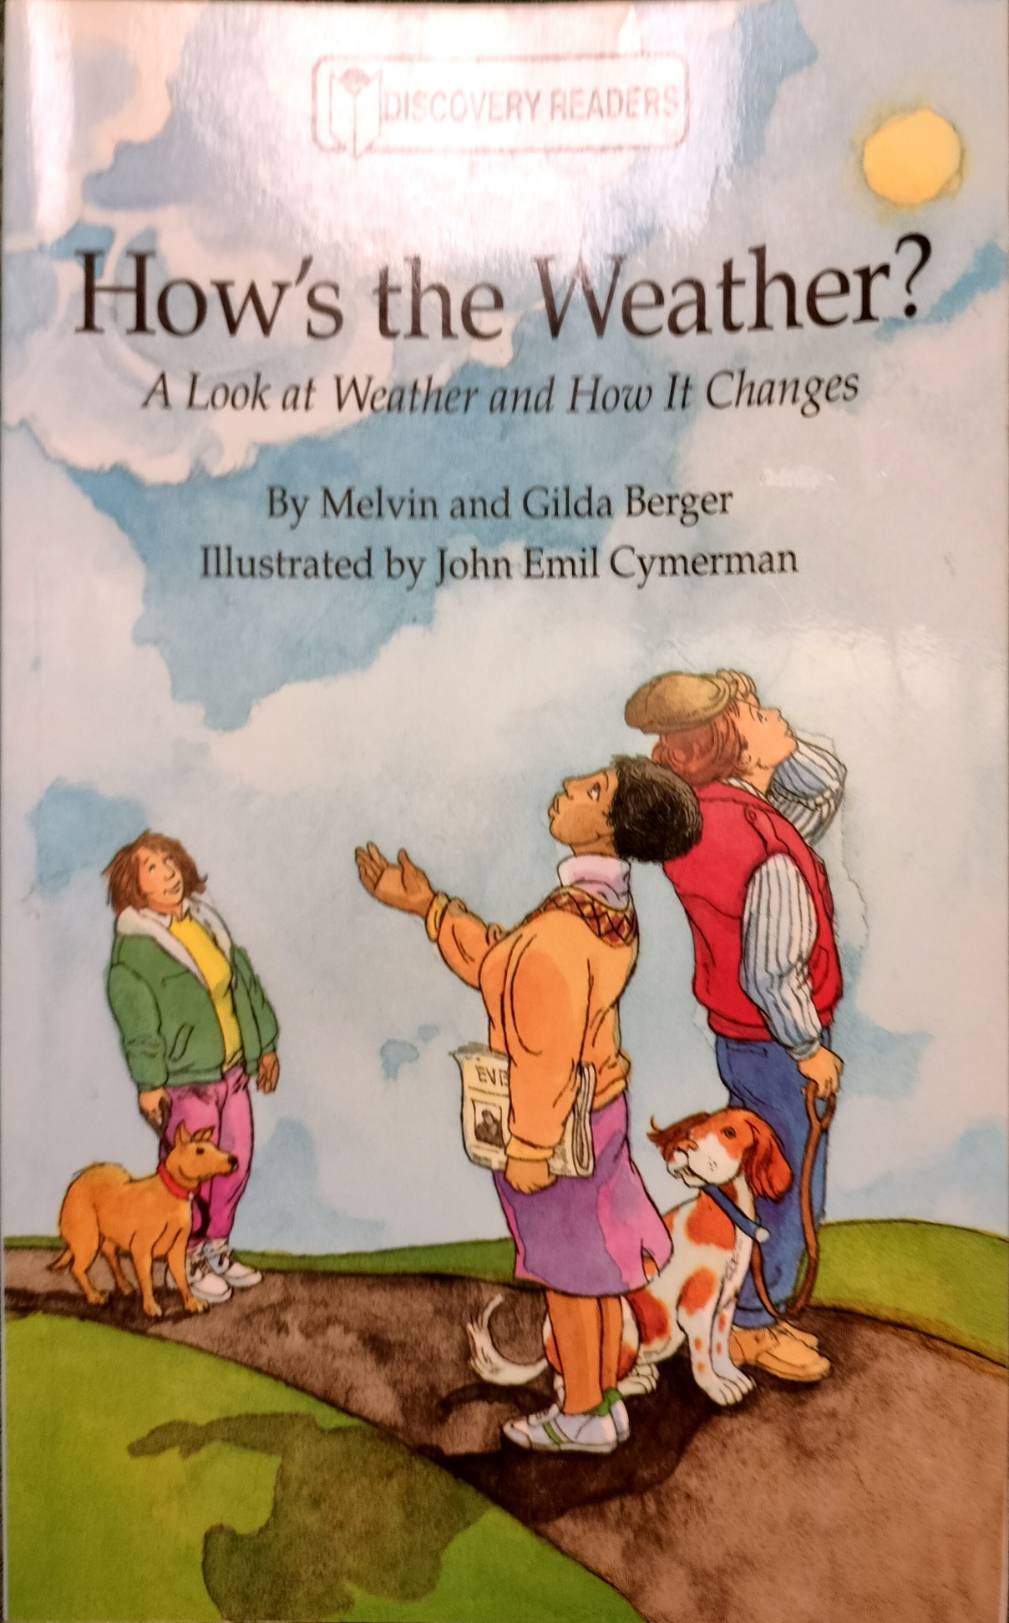 DISCOVERY READERS
How's the Weather?
A Look at Weather and How It Changes
By Melvin and Gilda Berger
Illustrated by John Emil Cymerman
EVE